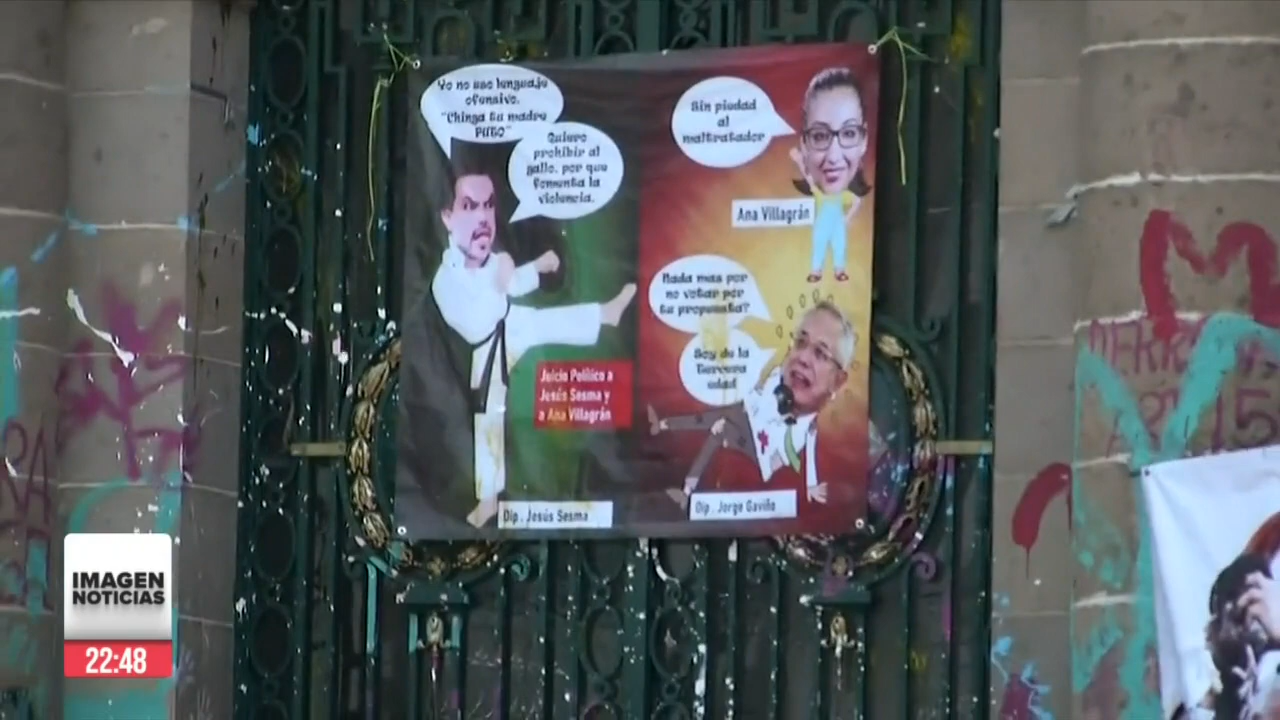 Yo no uso lenguaje
ofensivo.
"Chinga tu madre
PUTO"
Quiero
prohibir al
gallo, por que
fomenta la
violencia.
Sin piedad
al
maltratador
Ana Villagrán
Nada mas por
no votar por
tu propuesta?
Soy de la
tercera
edad
Juicio Político a
Jesús Sesma y
a Ana Villagrán
Dip. Jesús Sesma
Dip. Jorge Gaviño
IMAGEN
NOTICIAS
22:48